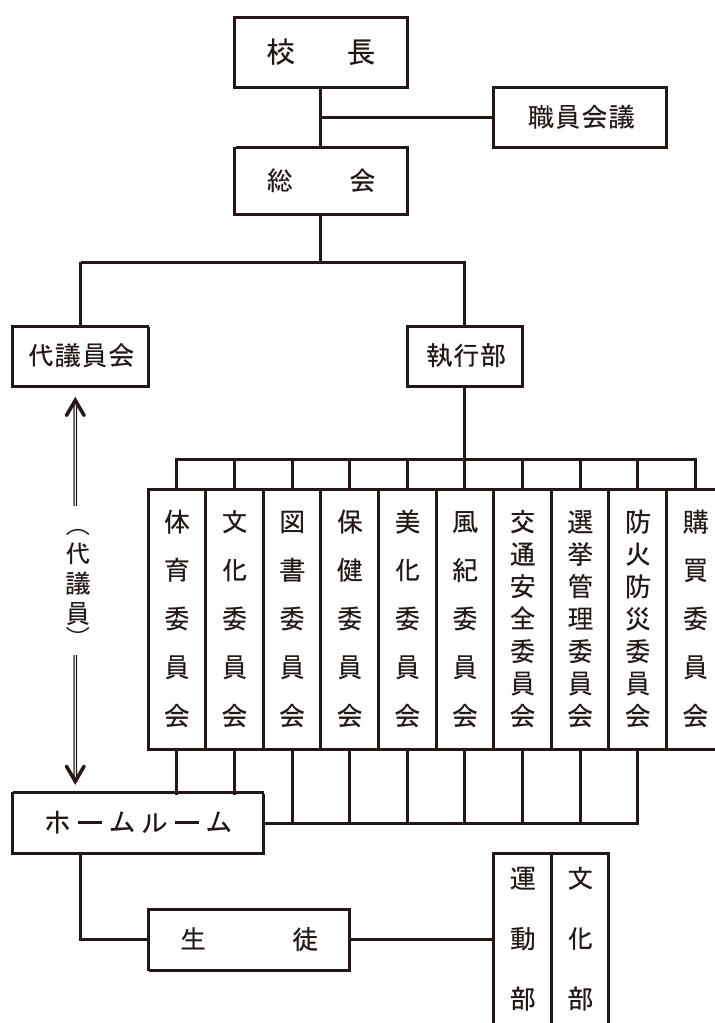 校長
職員会議
総会
代議員会
執行部
（代議員）
体育委員会
文化委員会
図書委員会
保健委員会
美化委員会
風紀委員会
交通安全委員会
選挙管理委員会
防火防災委員会
購買委員会
ホームルーム
生徒
運動部
文化部